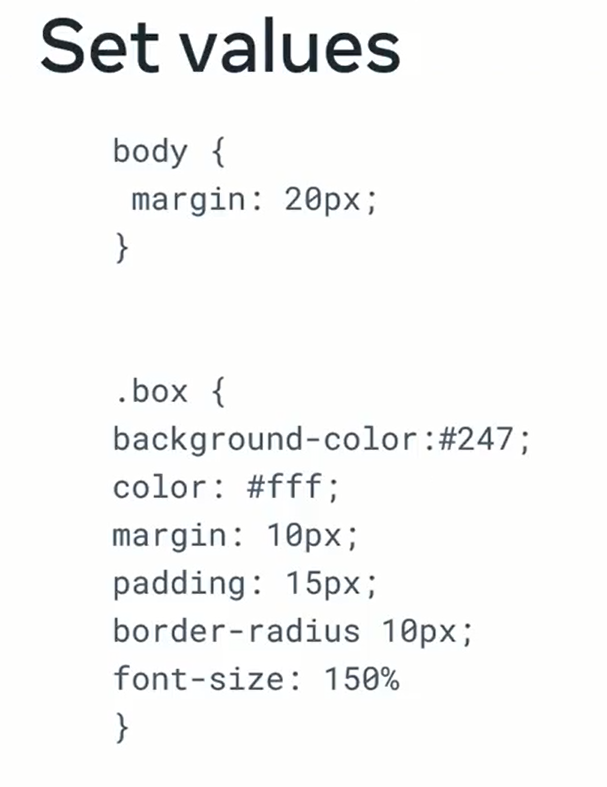 Set values
body {
margin: 20px;
}
.box {
background-color:#247;
color: #fff;
margin: 10px;
padding: 15px;
border-radius 10px;
font-size: 150%
}